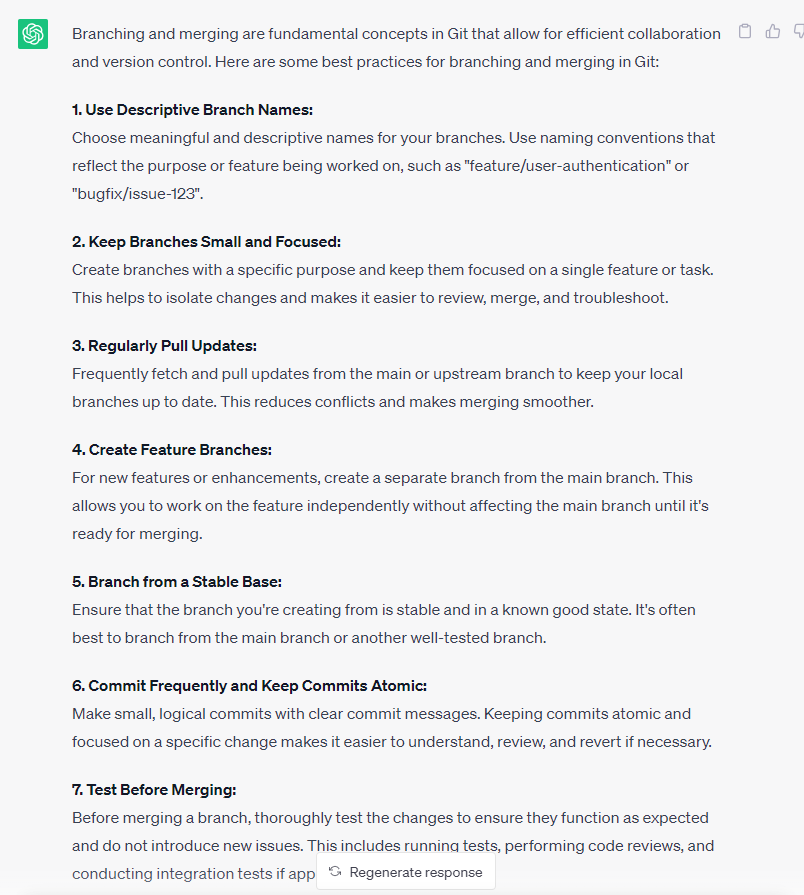 Branching and merging are fundamental concepts in Git that allow for efficient collaboration
and version control. Here are some best practices for branching and merging in Git:
1. Use Descriptive Branch Names:
Choose meaningful and descriptive names for your branches. Use naming conventions that
reflect the purpose or feature being worked on, such as "feature/user-authentication" or
"bugfix/issue-123".
2. Keep Branches Small and Focused:
Create branches with a specific purpose and keep them focused on a single feature or task.
This helps to isolate changes and makes it easier to review, merge, and troubleshoot.
3. Regularly Pull Updates:
Frequently fetch and pull updates from the main or upstream branch to keep your local
branches up to date. This reduces conflicts and makes merging smoother.
4. Create Feature Branches:
For new features or enhancements, create a separate branch from the main branch. This
allows you to work on the feature independently without affecting the main branch until it's
ready for merging.
5. Branch from a Stable Base:
Ensure that the branch you're creating from is stable and in a known good state. It's often
best to branch from the main branch or another well-tested branch.
6. Commit Frequently and Keep Commits Atomic:
Make small, logical commits with clear commit messages. Keeping commits atomic and
focused on a specific change makes it easier to understand, review, and revert if necessary.
7. Test Before Merging:
Before merging a branch, thoroughly test the changes to ensure they function as expected
and do not introduce new issues. This includes running tests, performing code reviews, and
conducting integration tests if app
Regenerate response